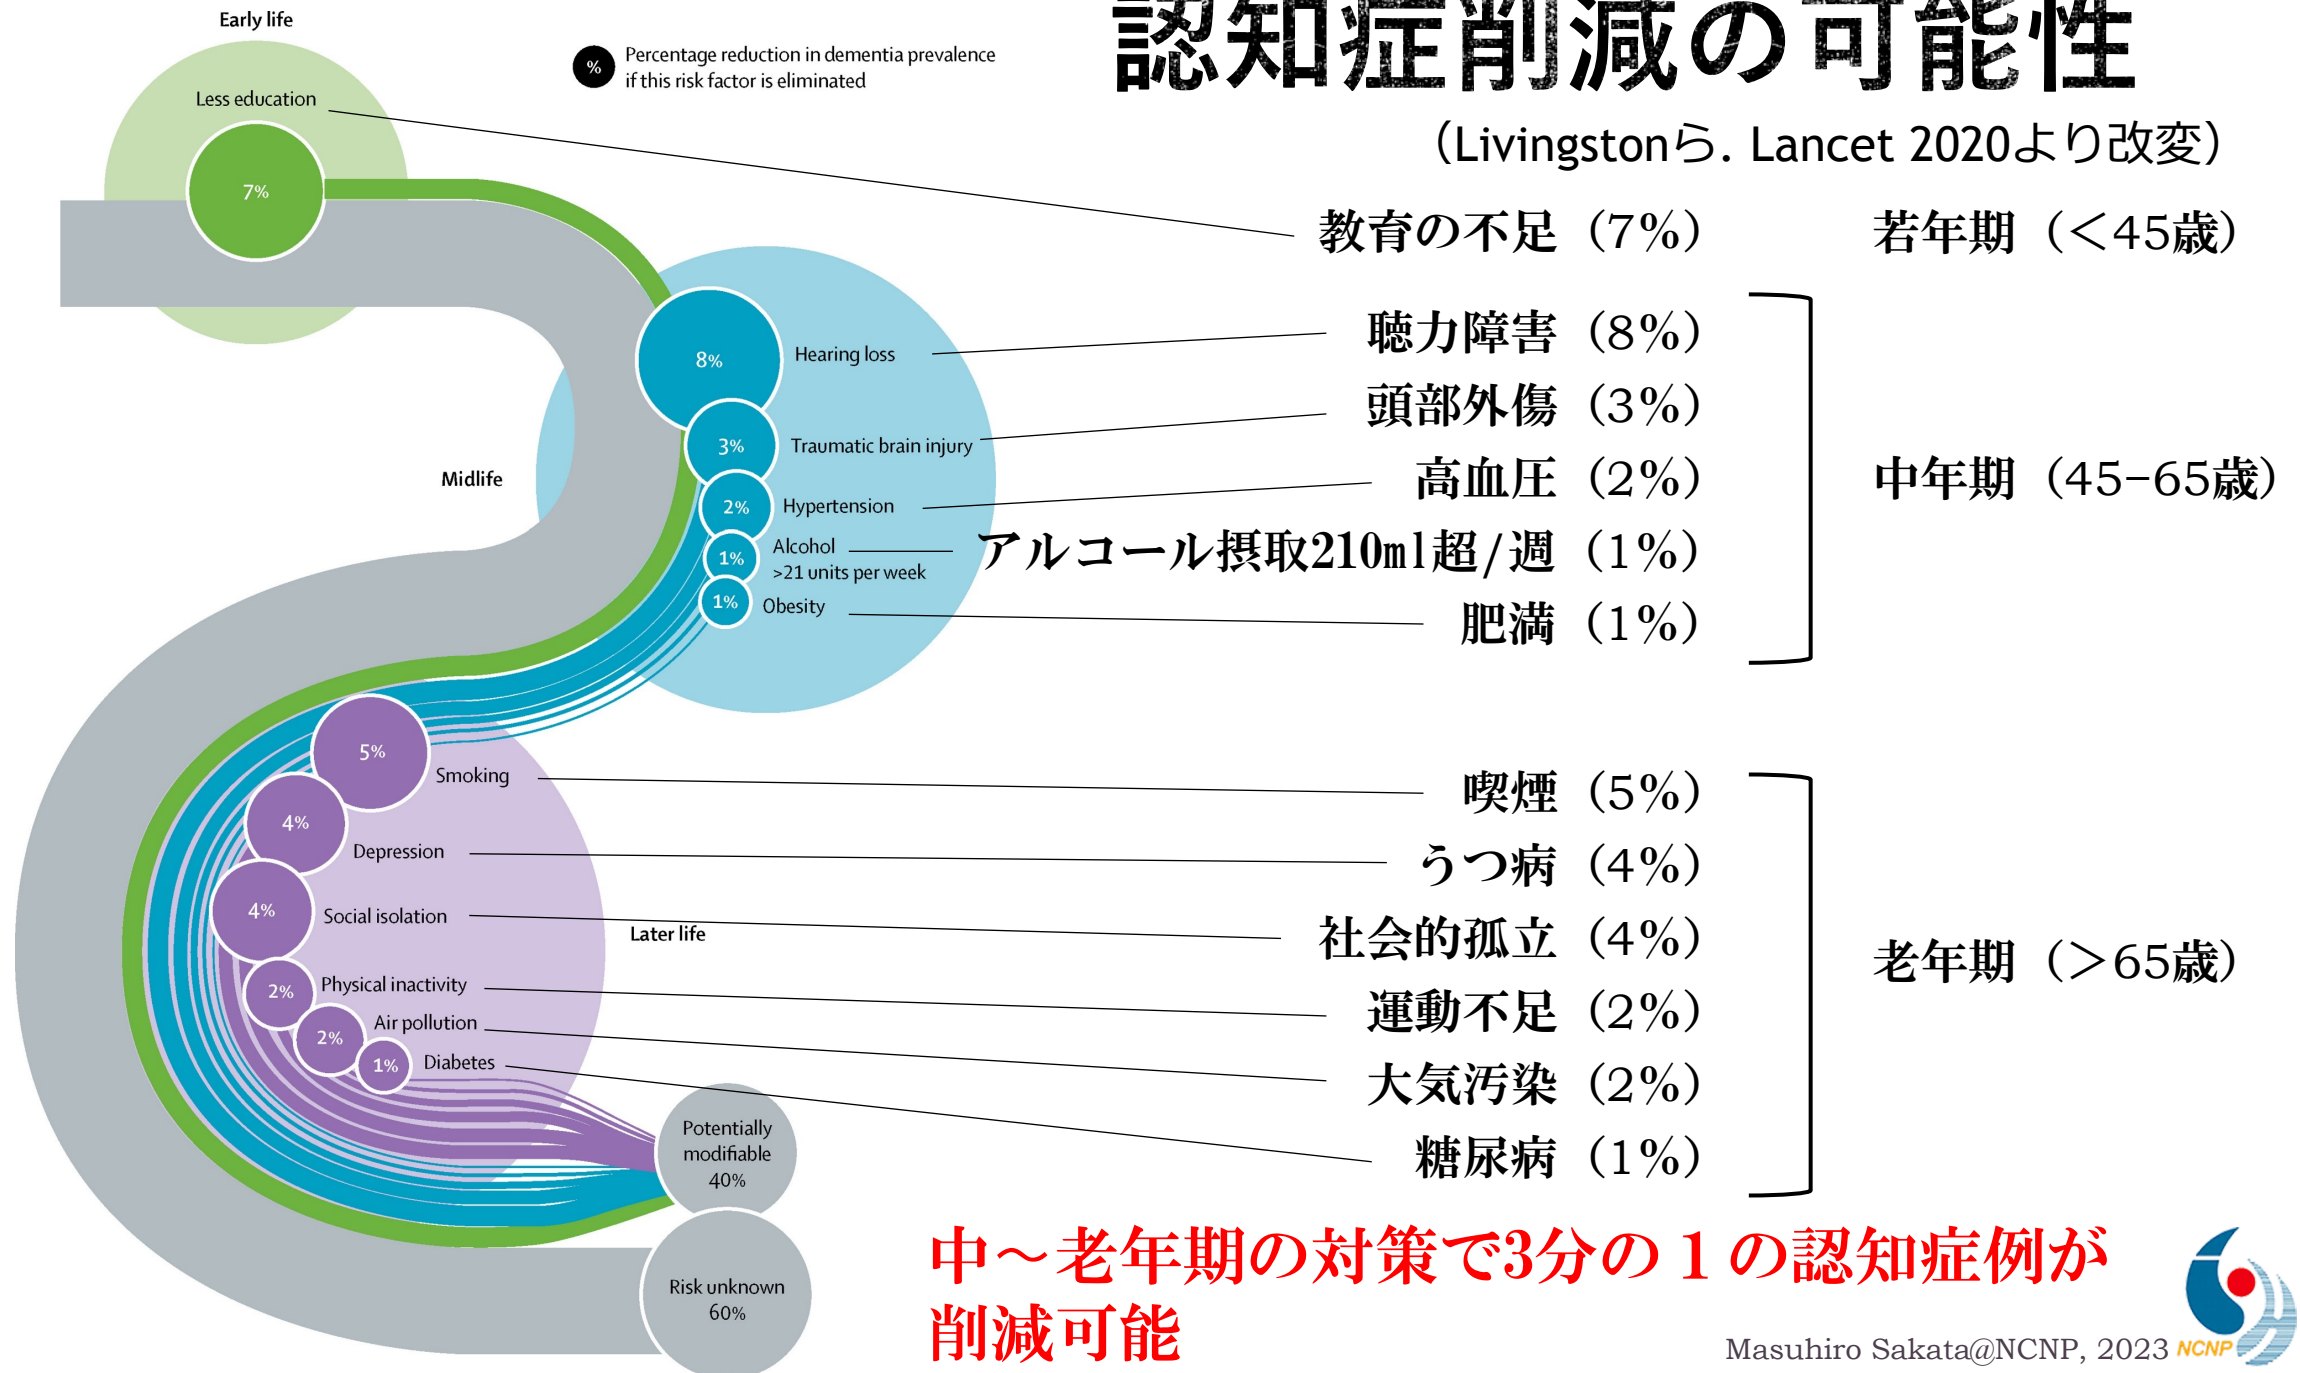 認知症削減の可能性
(Livingstonら. Lancet 2020より改変)
Early life
% Percentage reduction in dementia prevalence
if this risk factor is eliminated
Less education
7%
Midlife
8% Hearing loss
3% Traumatic brain injury
2% Hypertension
1% Alcohol
>21 units per week
1% Obesity
5% Smoking
4% Depression
4% Social isolation
Later life
2% Physical inactivity
2% Air pollution
1% Diabetes
Potentially
modifiable
40%
Risk unknown
60%
教育の不足(7%) 若年期(<45歳)
聴力障害(8%)
頭部外傷(3%)
高血圧(2%) 中年期(45-65歳)
アルコール摂取210ml超/週(1%)
肥満(1%)
喫煙(5%)
うつ病(4%)
社会的孤立(4%) 老年期(>65歳)
運動不足(2%)
大気汚染(2%)
糖尿病(1%)
中~老年期の対策で3分の1の認知症例が
削減可能
Masuhiro Sakata@NCNP, 2023
NCNP